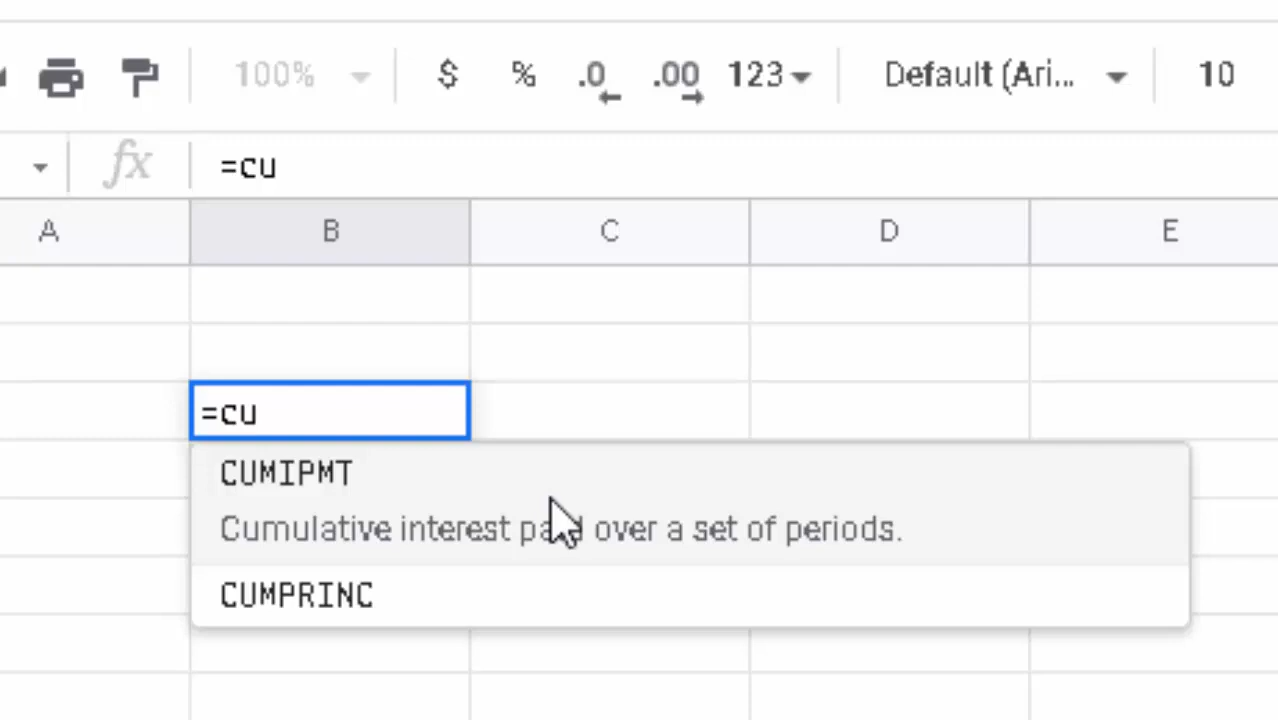 100% $ % .0 .00 123 Default (Ari... 10
fx =cu
A B C D E
=cu
CUMIPMT
Cumulative interest paid over a set of periods.
CUMPRINC